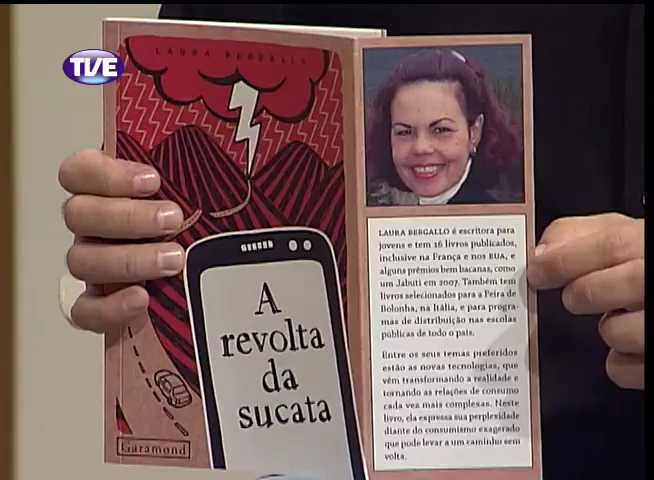 TVE
LAURA BERGALLO
A
revolta
da
sucata
Garamond
LAURA BERGALLO é escritora para
jovens e tem 16 livros publicados,
inclusive na França e nos EUA, e
alguns prêmios bem bacanas, como
um Jabuti em 2007. Também tem
livros selecionados para a Feira de
Bolonha, na Itália, e para progra-
mas de distribuição nas escolas
públicas de todo o país.
Entre os seus temas preferidos
estão as novas tecnologias, que
vêm transformando a realidade e
tornando as relações de consumo
cada vez mais complexas. Neste
livro, ela expressa sua perplexidade
diante do consumismo exagerado
que pode levar a um caminho sem
volta.